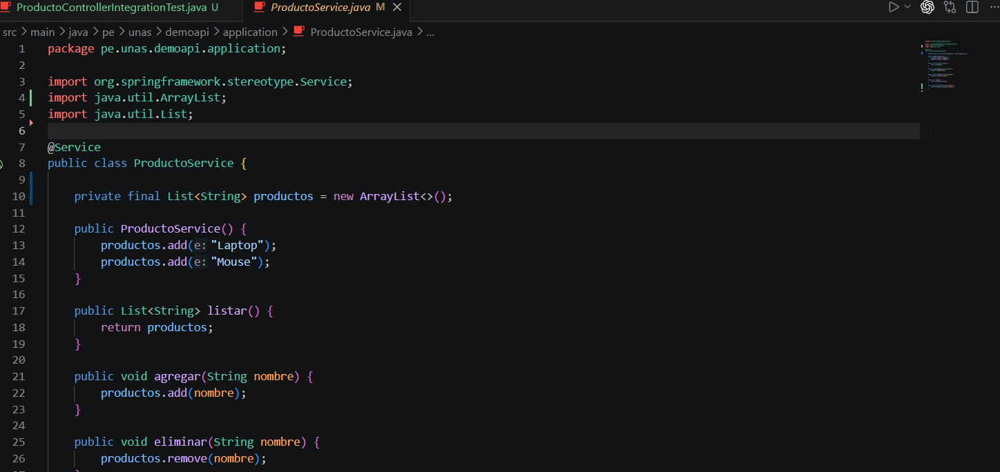 ProductoControllerIntegrationTest.java U
ProductoService.java M
src > main > java > pe > unas > demoapi > application > ProductoService.java > ...
1 package pe.unas.demoapi.application;
2
3 import org.springframework.stereotype.Service;
4 import java.util.ArrayList;
5 import java.util.List;
6
7 @Service
8 public class ProductoService {
9
10 private final List<String> productos = new ArrayList<>();
11
12 public ProductoService() {
13 productos.add(e: "Laptop");
14 productos.add(e: "Mouse");
15 }
16
17 public List<String> listar() {
18 return productos;
19 }
20
21 public void agregar(String nombre) {
22 productos.add(nombre);
23 }
24
25 public void eliminar(String nombre) {
26 productos.remove(nombre);